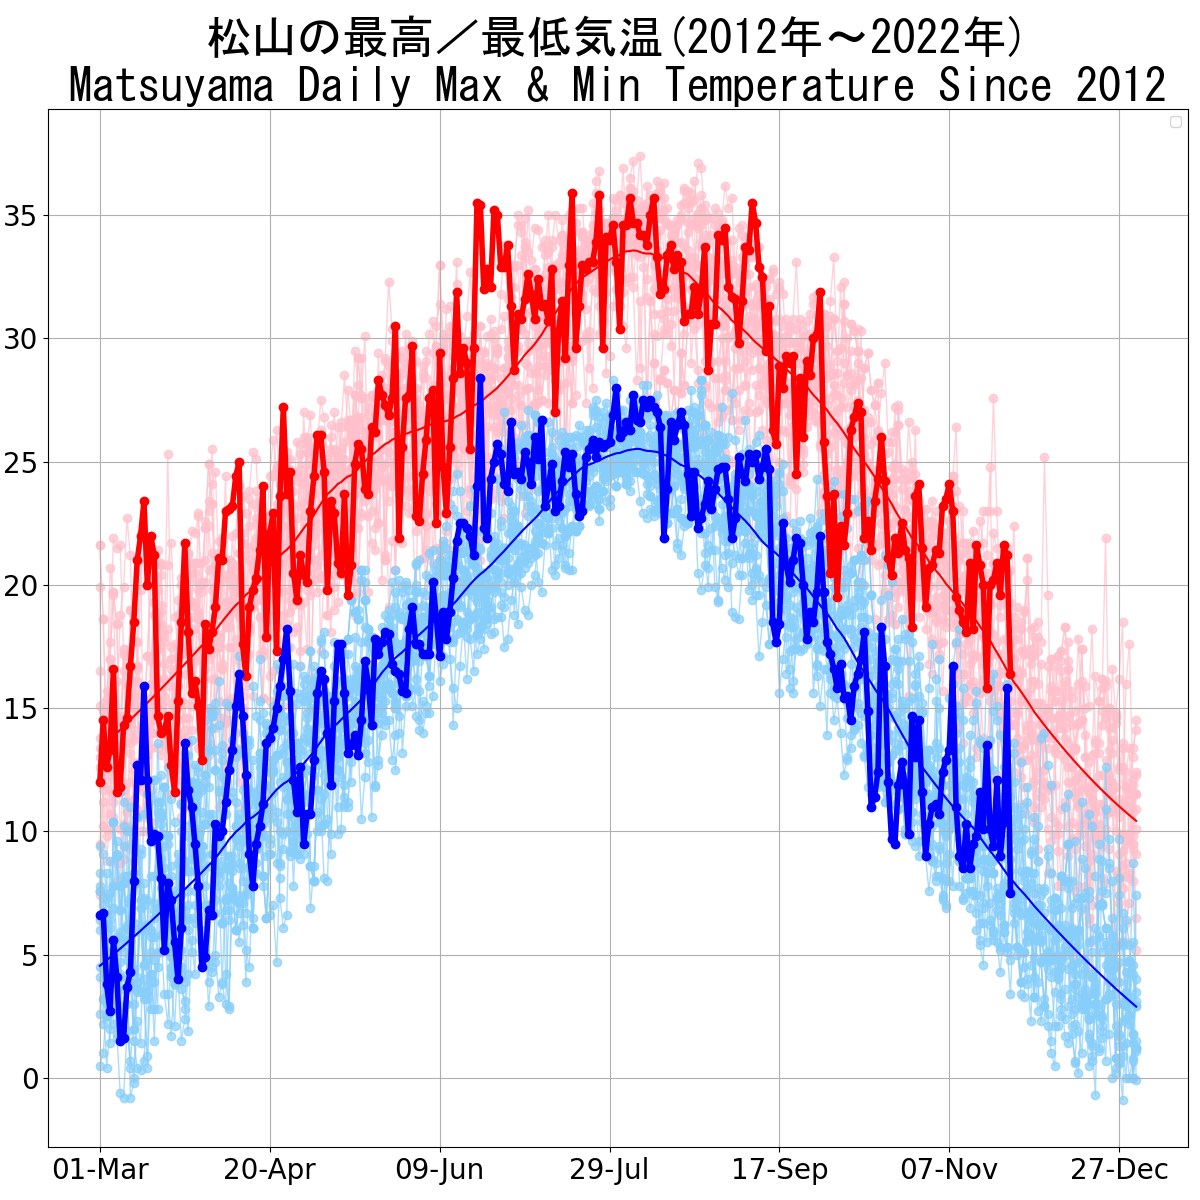 松山の最高／最低気温(2012年～2022年)
Matsuyama Daily Max & Min Temperature Since 2012
35
30
25
20
15
10
5
0
01-Mar 20-Apr 09-Jun 29-Jul 17-Sep 07-Nov 27-Dec